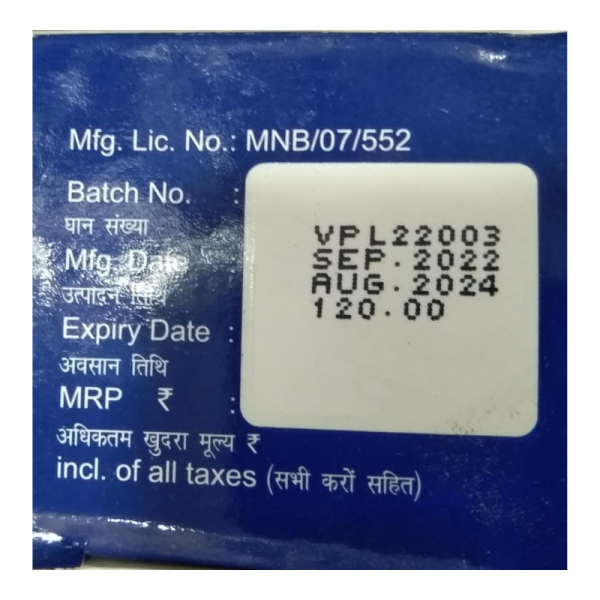 Mfg. Lic. No.: MNB/07/552
Batch No. : VPL22003
घान संख्या
Mfg. Date SEP.2022
उत्पादन तिथि
Expiry Date : AUG.2024
अवसान तिथि
MRP ₹ : 120.00
अधिकतम खुदरा मूल्य ₹
incl. of all taxes (सभी करों सहित)